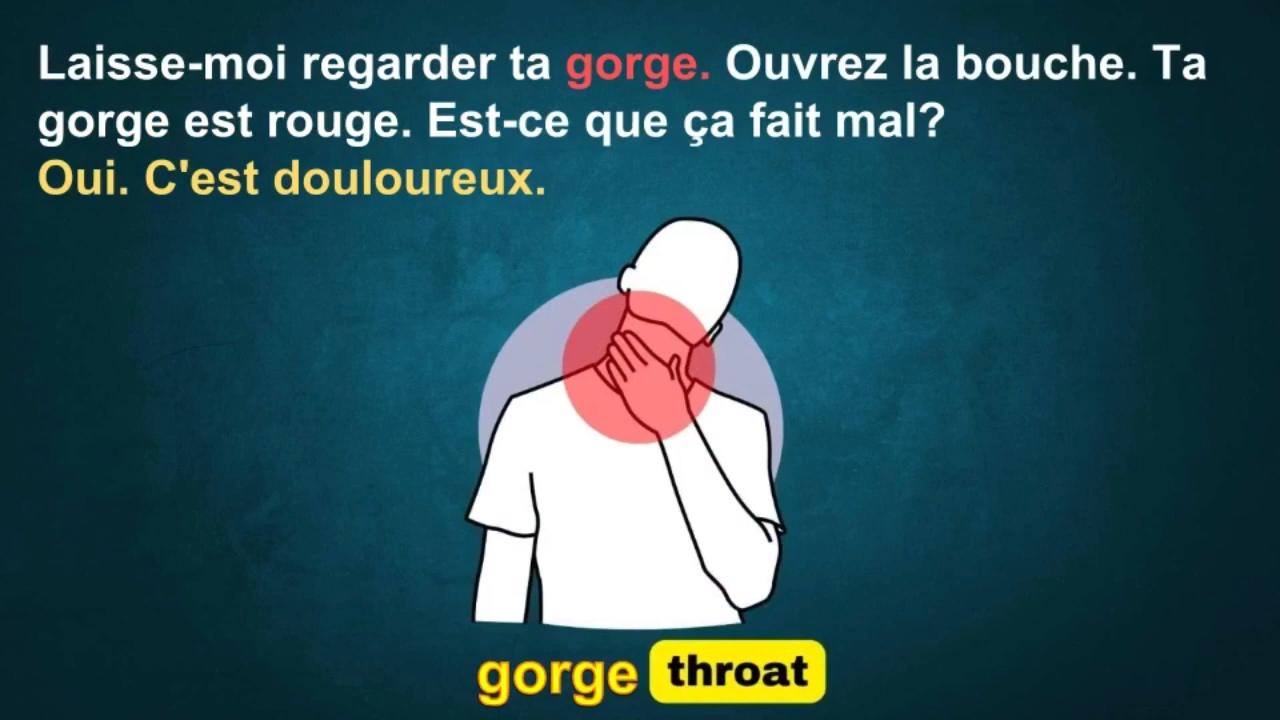 Laisse-moi regarder ta gorge. Ouvrez la bouche. Ta
gorge est rouge. Est-ce que ça fait mal?
Oui. C'est douloureux.
gorge throat